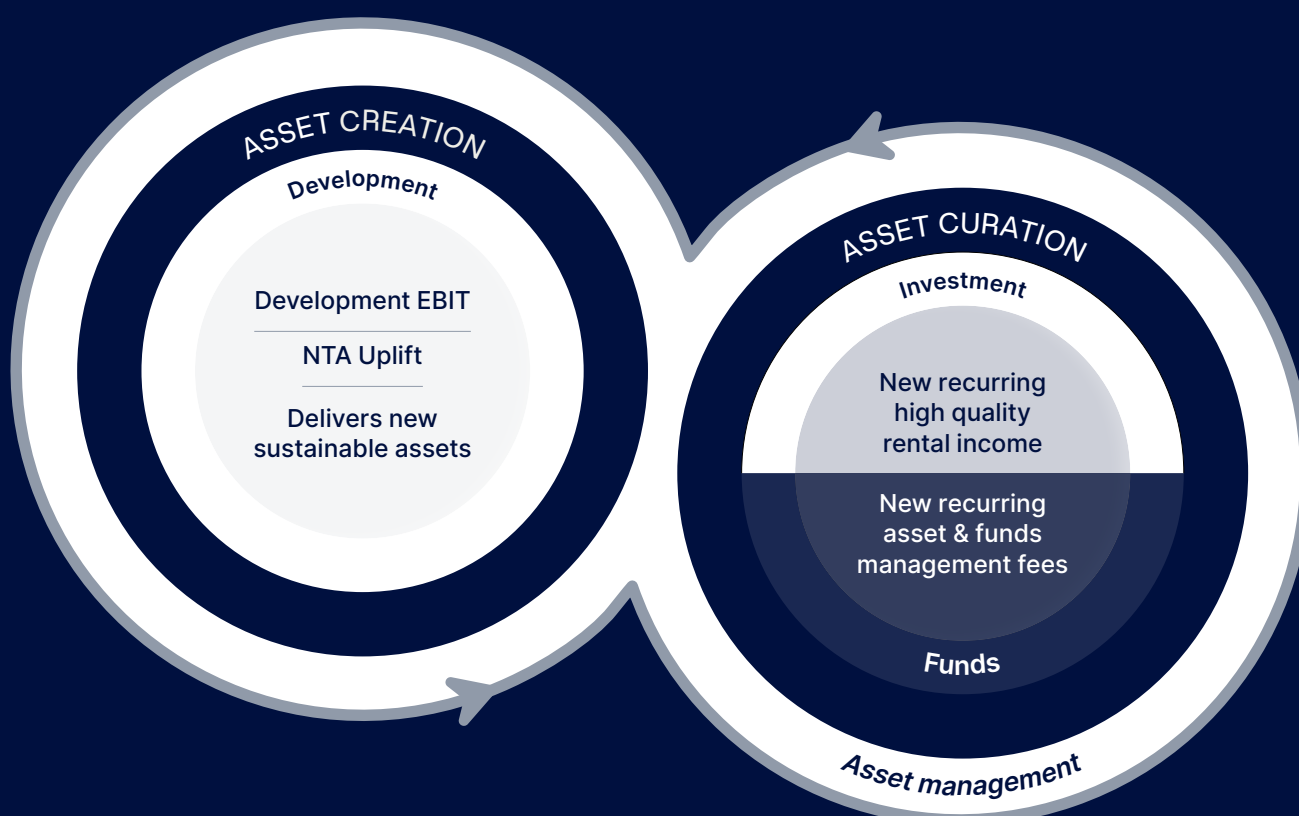 ASSET CREATION
Development
Development EBIT
NTA Uplift
Delivers new
sustainable assets
ASSET CURATION
Investment
New recurring
high quality
rental income
New recurring
asset & funds
management fees
Funds
Asset management